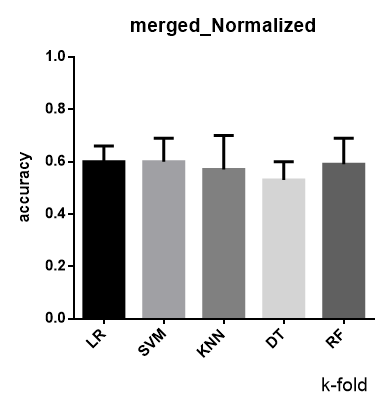 merged_Normalized
1.0
0.8
0.6
0.4
0.2
0.0
accuracy
LR
SVM
KNN
DT
RF
k-fold